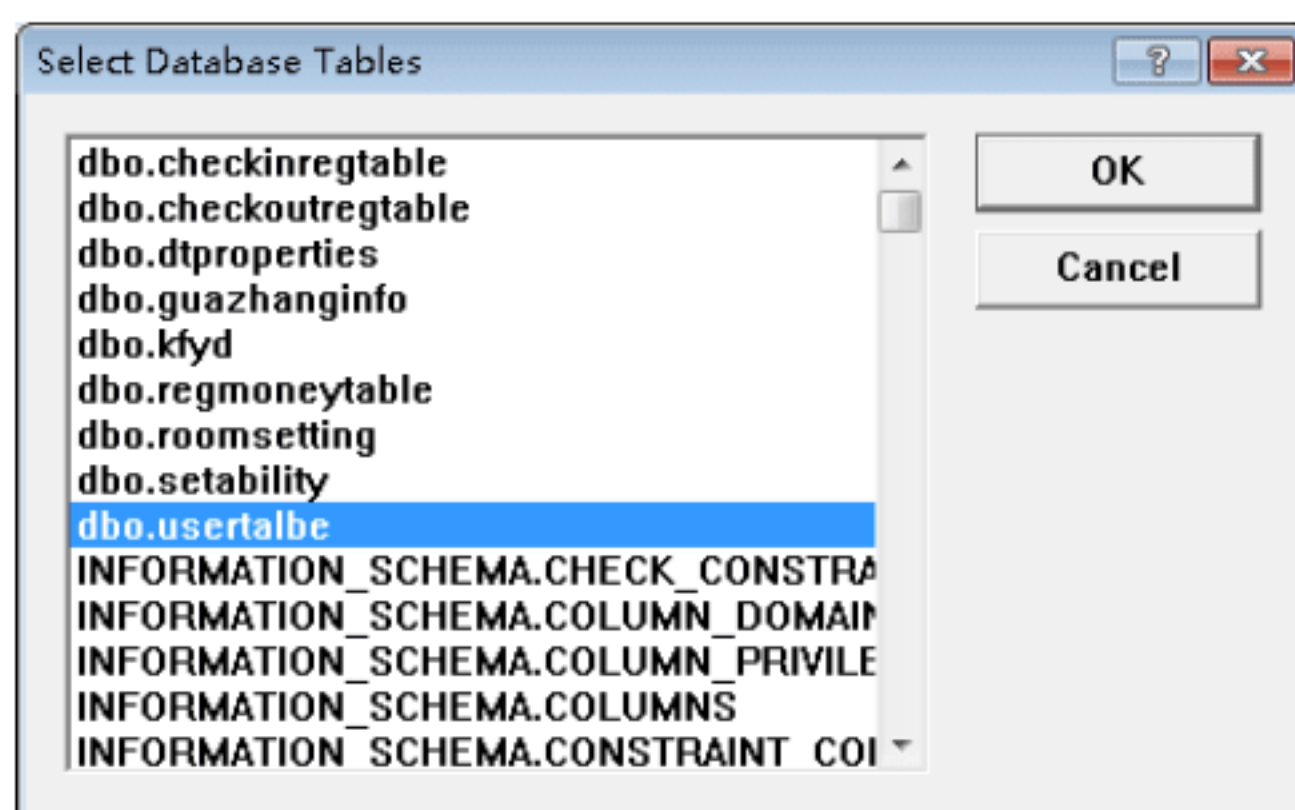 Select Database Tables
dbo.checkinregtable
dbo.checkoutregtable
dbo.dtproperties
dbo.guazhanginfo
dbo.kfyd
dbo.regmoneytable
dbo.roomsetting
dbo.setability
dbo.usertalbe
INFORMATION_SCHEMA.CHECK_CONSTRA
INFORMATION_SCHEMA.COLUMN_DOMAIN
INFORMATION_SCHEMA.COLUMN_PRIVILE
INFORMATION_SCHEMA.COLUMNS
INFORMATION_SCHEMA.CONSTRAINT_COL
OK
Cancel